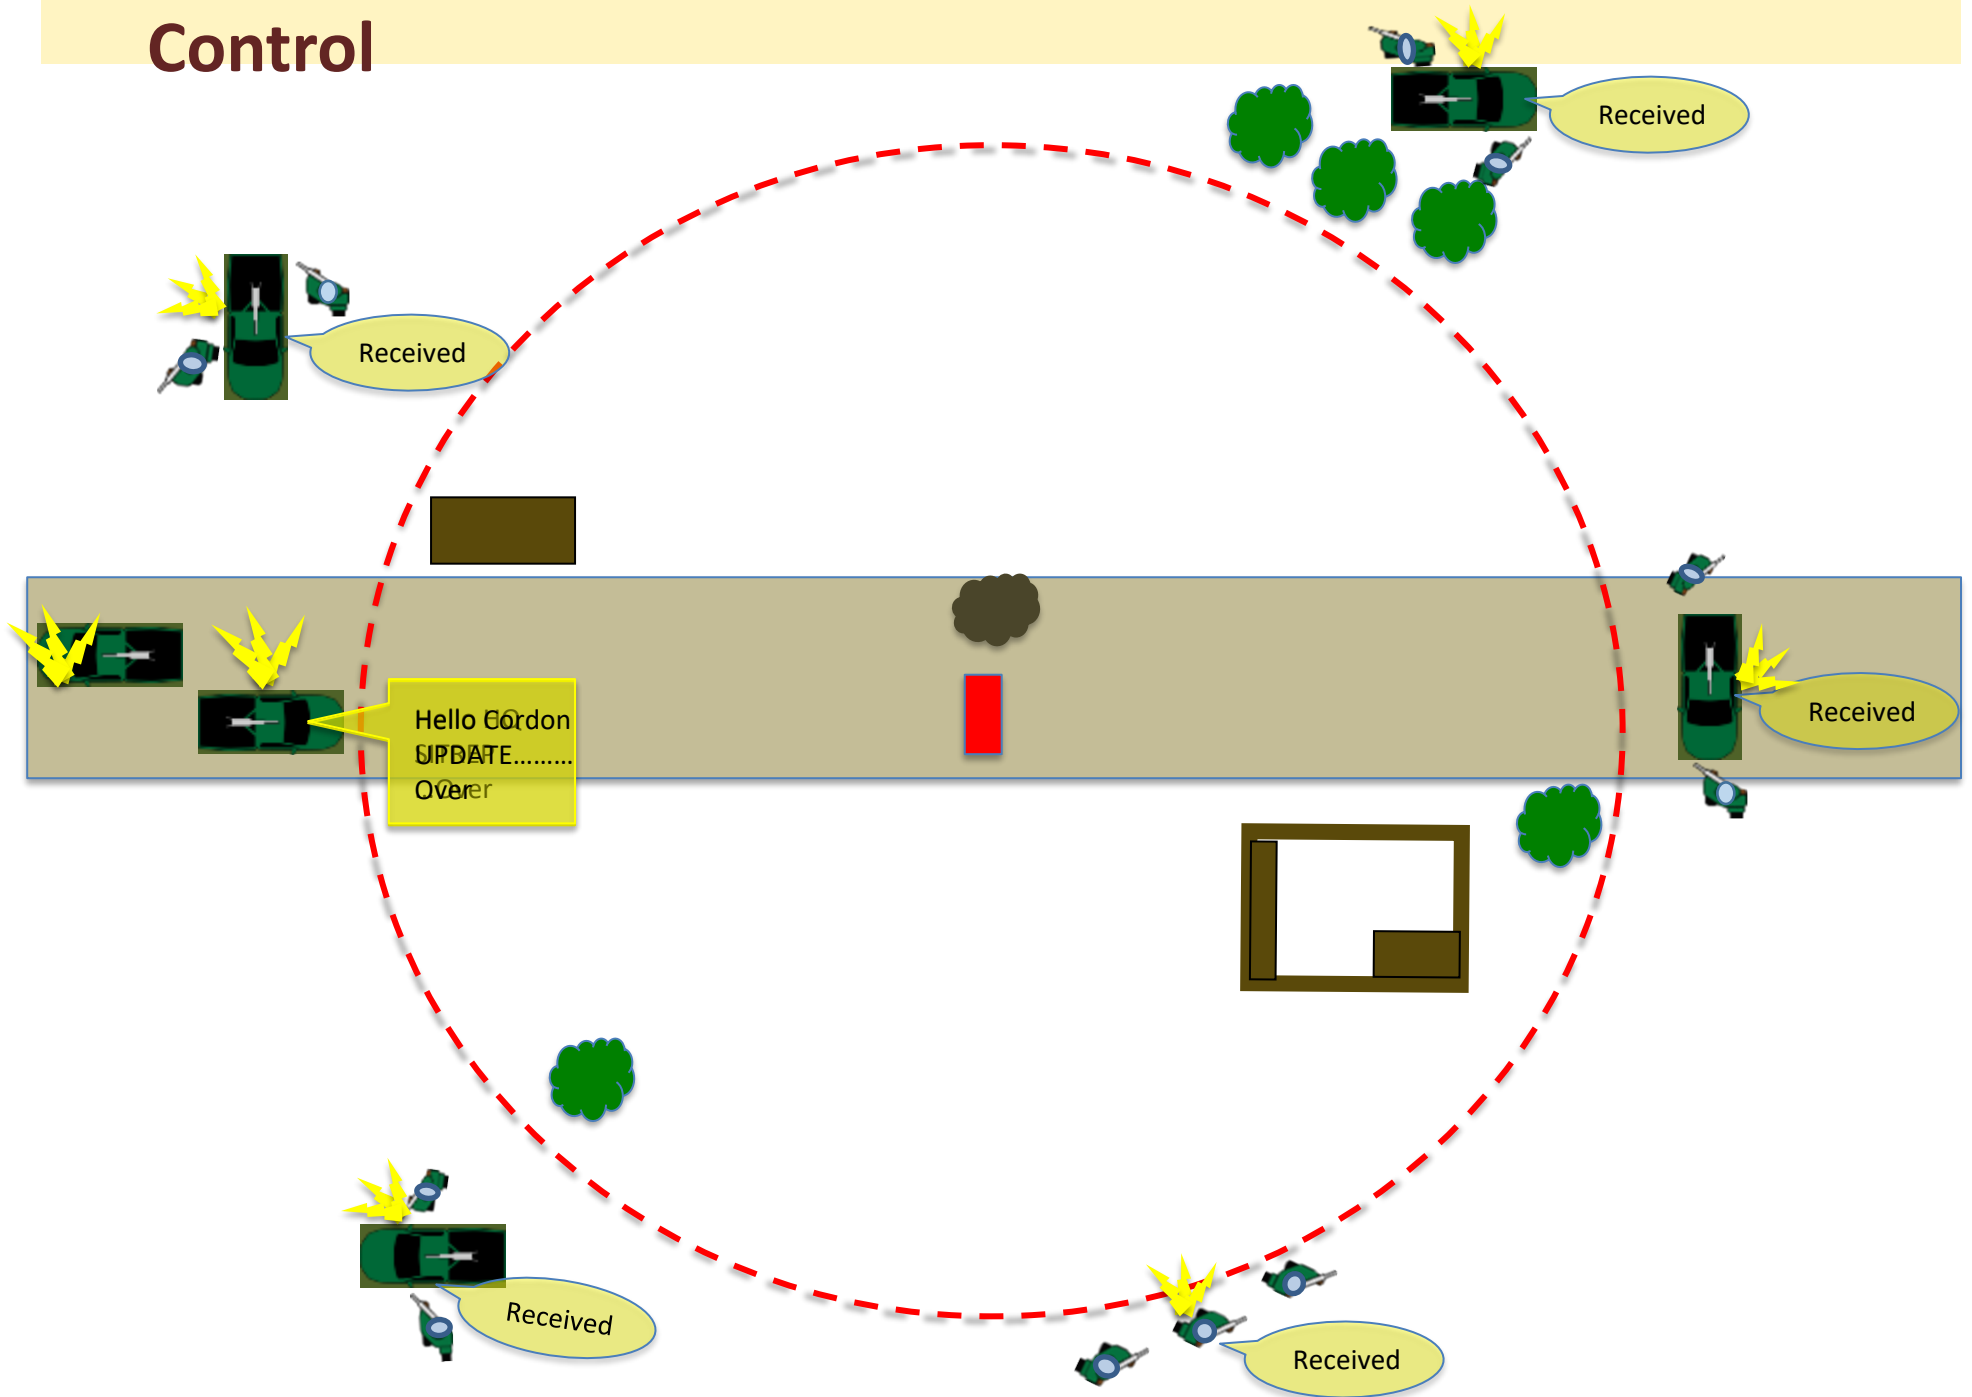 Control
Received
Received
Hello Cordon
UPDATE.........
Over
Received
Received
Received